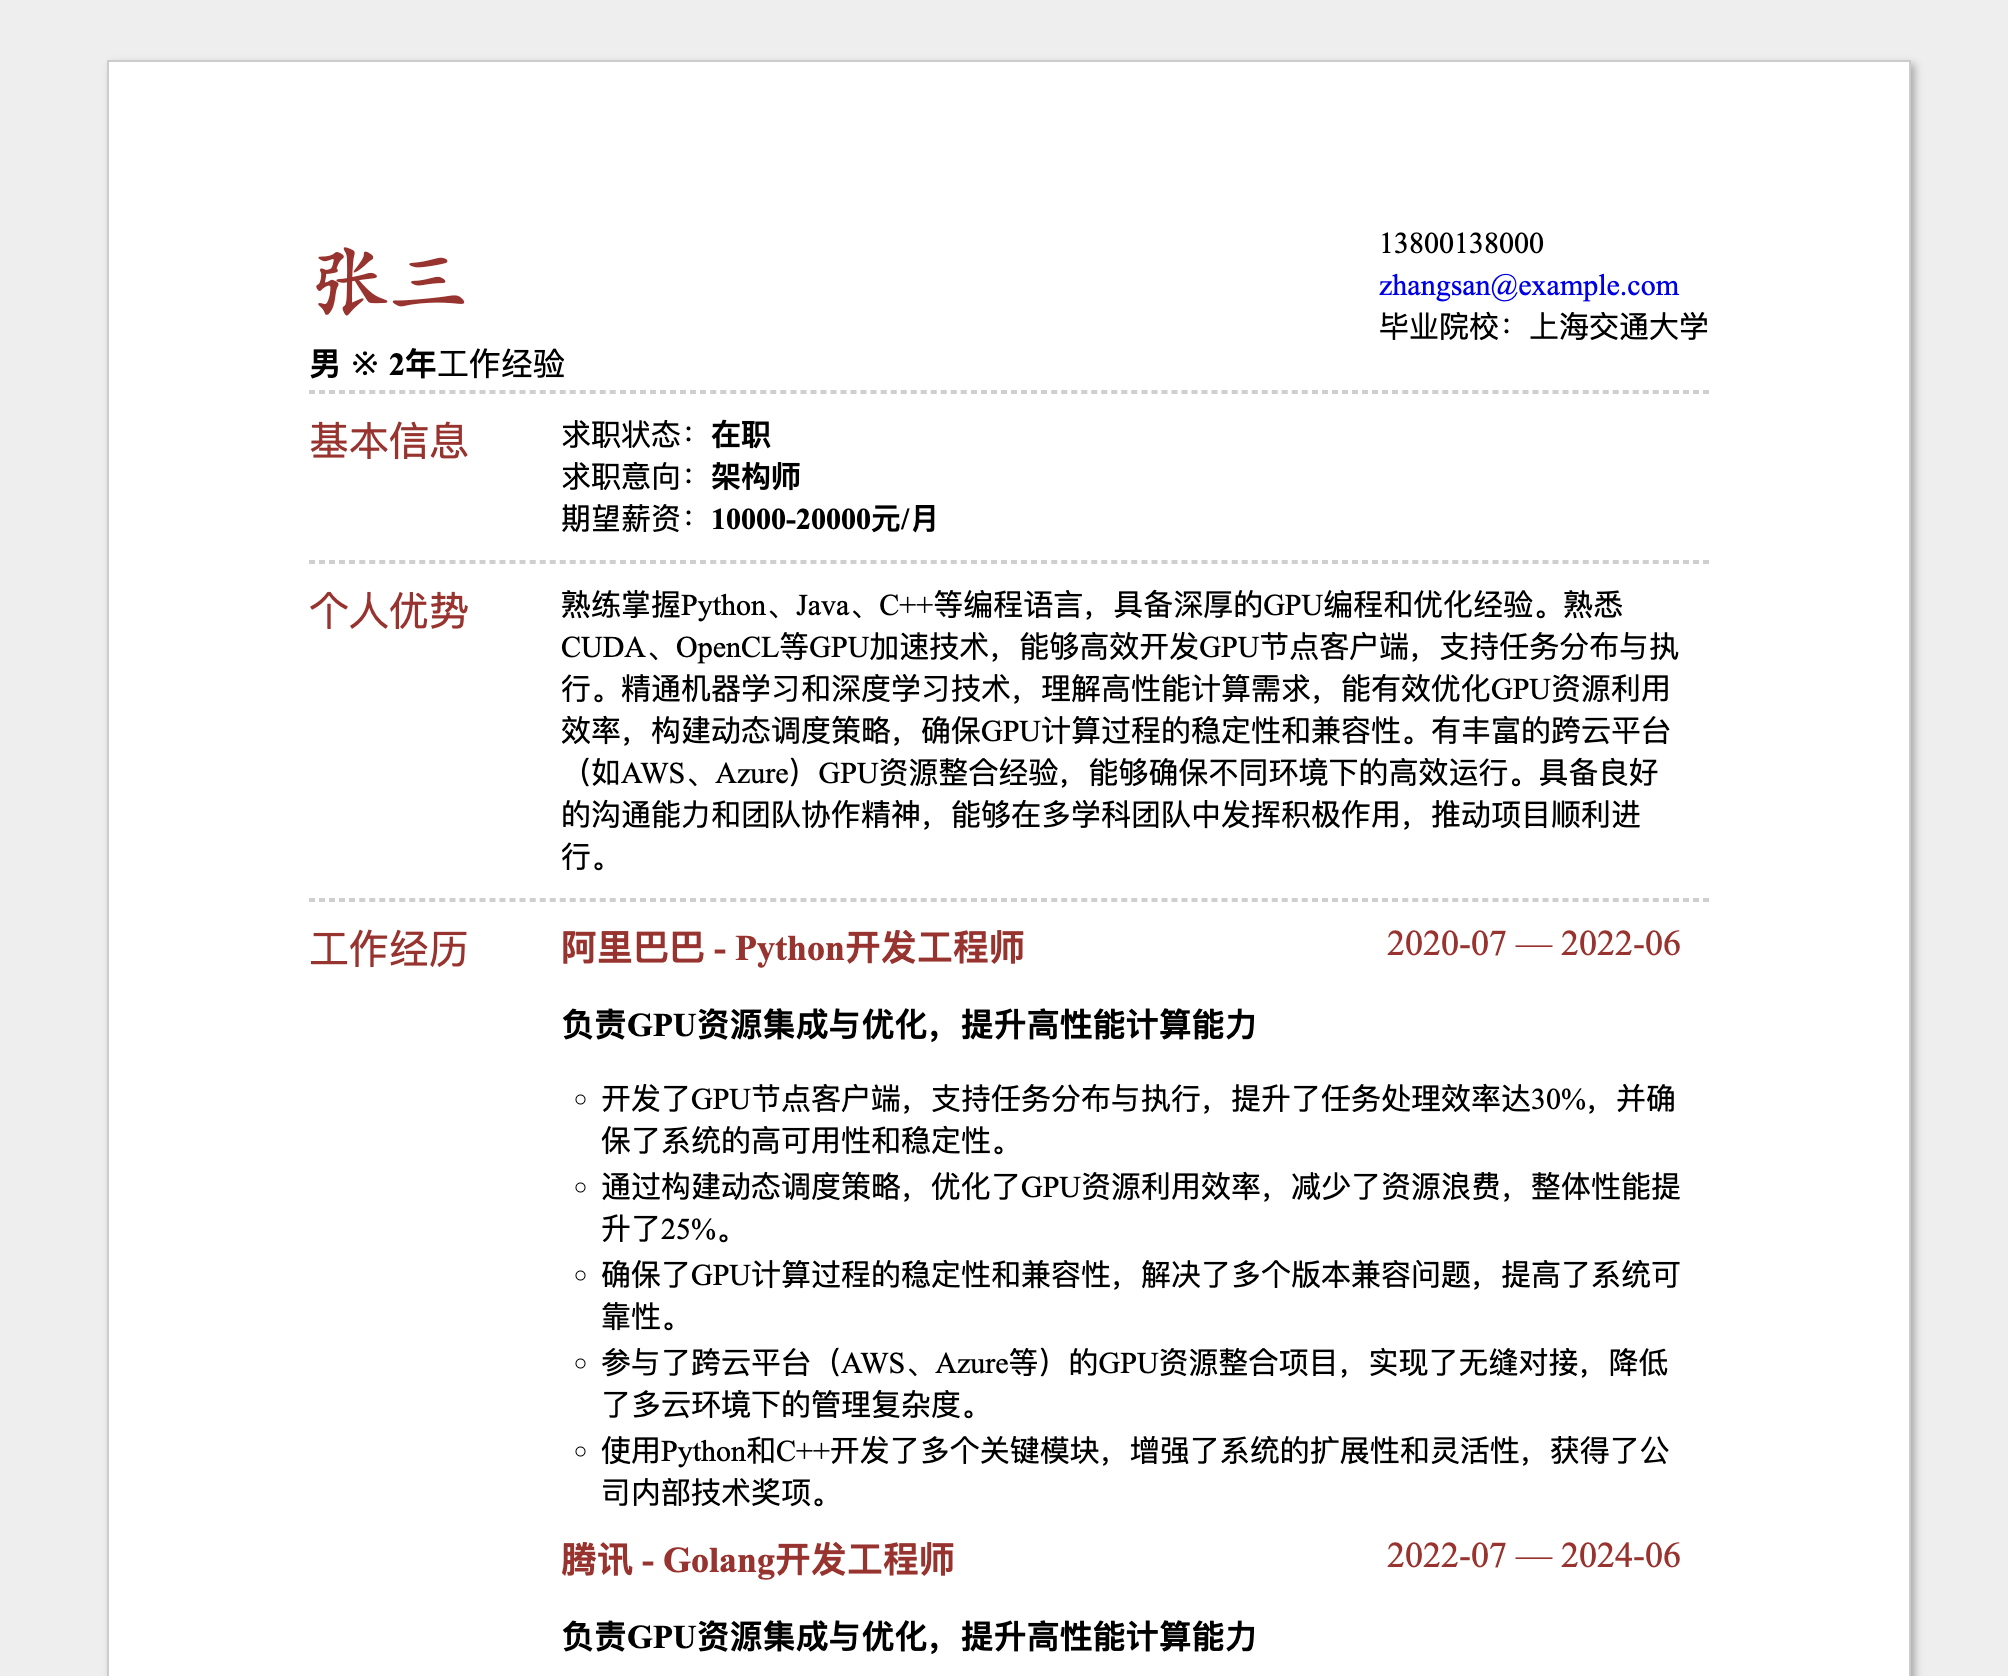 张三
男 ※ 2年工作经验
13800138000
zhangsan@example.com
毕业院校：上海交通大学
基本信息
求职状态：在职
求职意向：架构师
期望薪资：10000-20000元/月
个人优势
熟练掌握Python、Java、C++等编程语言，具备深厚的GPU编程和优化经验。熟悉
CUDA、OpenCL等GPU加速技术，能够高效开发GPU节点客户端，支持任务分布与执
行。精通机器学习和深度学习技术，理解高性能计算需求，能有效优化GPU资源利用
效率，构建动态调度策略，确保GPU计算过程的稳定性和兼容性。有丰富的跨云平台
（如AWS、Azure）GPU资源整合经验，能够确保不同环境下的高效运行。具备良好
的沟通能力和团队协作精神，能够在多学科团队中发挥积极作用，推动项目顺利进
行。
工作经历
阿里巴巴 - Python开发工程师 2020-07 — 2022-06
负责GPU资源集成与优化，提升高性能计算能力
开发了GPU节点客户端，支持任务分布与执行，提升了任务处理效率达30%，并确
保了系统的高可用性和稳定性。
通过构建动态调度策略，优化了GPU资源利用效率，减少了资源浪费，整体性能提
升了25%。
确保了GPU计算过程的稳定性和兼容性，解决了多个版本兼容问题，提高了系统可
靠性。
参与了跨云平台（AWS、Azure等）的GPU资源整合项目，实现了无缝对接，降低
了多云环境下的管理复杂度。
使用Python和C++开发了多个关键模块，增强了系统的扩展性和灵活性，获得了公
司内部技术奖项。
腾讯 - Golang开发工程师 2022-07 — 2024-06
负责GPU资源集成与优化，提升高性能计算能力